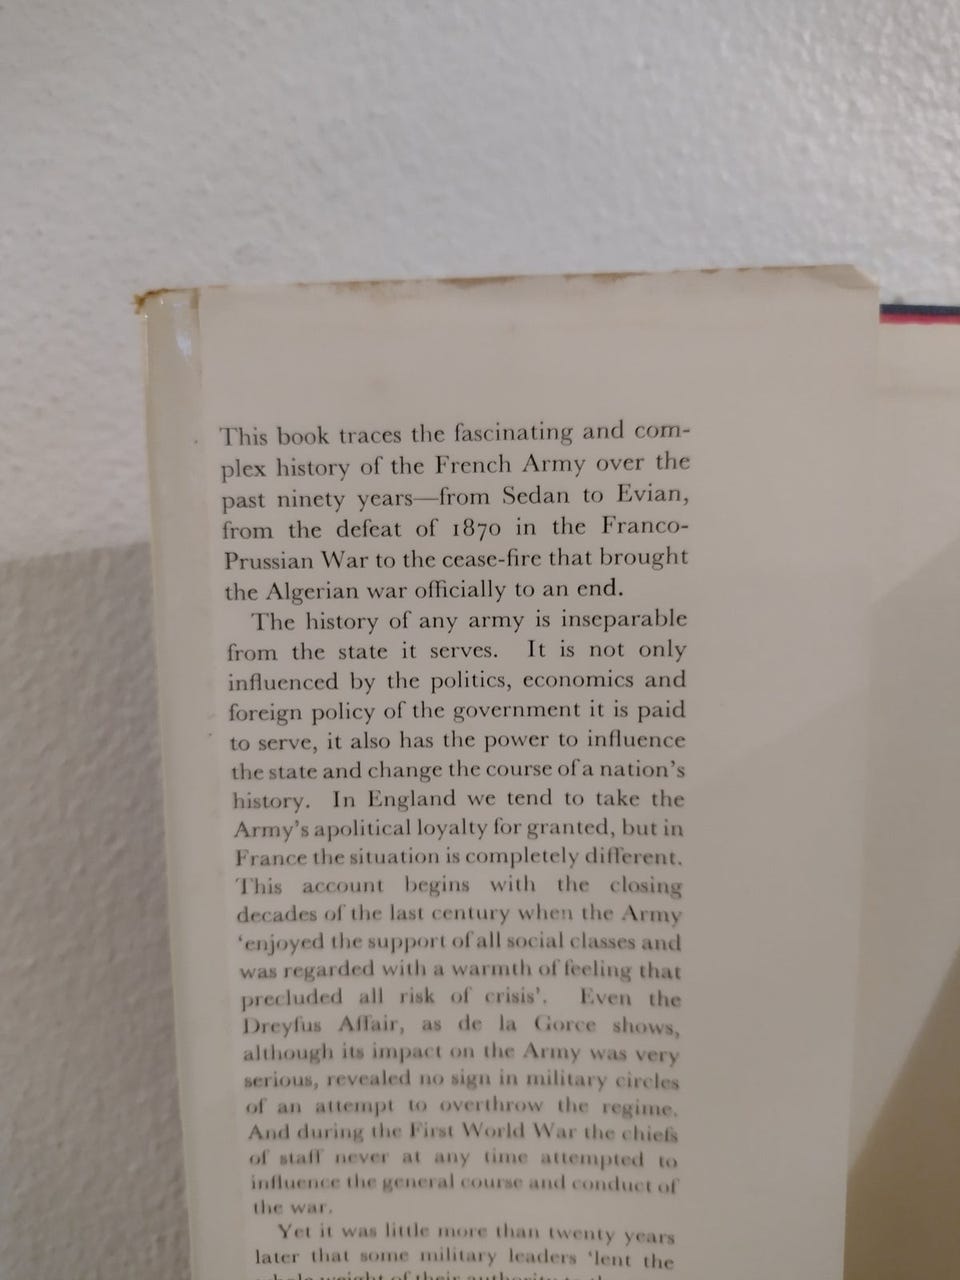 This book traces the fascinating and com-
plex history of the French Army over the
past ninety years—from Sedan to Evian,
from the defeat of 1870 in the Franco-
Prussian War to the cease-fire that brought
the Algerian war officially to an end.
The history of any army is inseparable
from the state it serves. It is not only
influenced by the politics, economics and
foreign policy of the government it is paid
to serve, it also has the power to influence
the state and change the course of a nation's
history. In England we tend to take the
Army's apolitical loyalty for granted, but in
France the situation is completely different.
This account begins with the closing
decades of the last century when the Army
'enjoyed the support of all social classes and
was regarded with a warmth of feeling that
precluded all risk of crisis'. Even the
Dreyfus Affair, as de la Gorce shows,
although its impact on the Army was very
serious, revealed no sign in military circles
of an attempt to overthrow the regime.
And during the First World War the chiefs
of staff never at any time attempted to
influence the general course and conduct of
the war.
Yet it was little more than twenty years
later that some military leaders 'lent the
weight of their